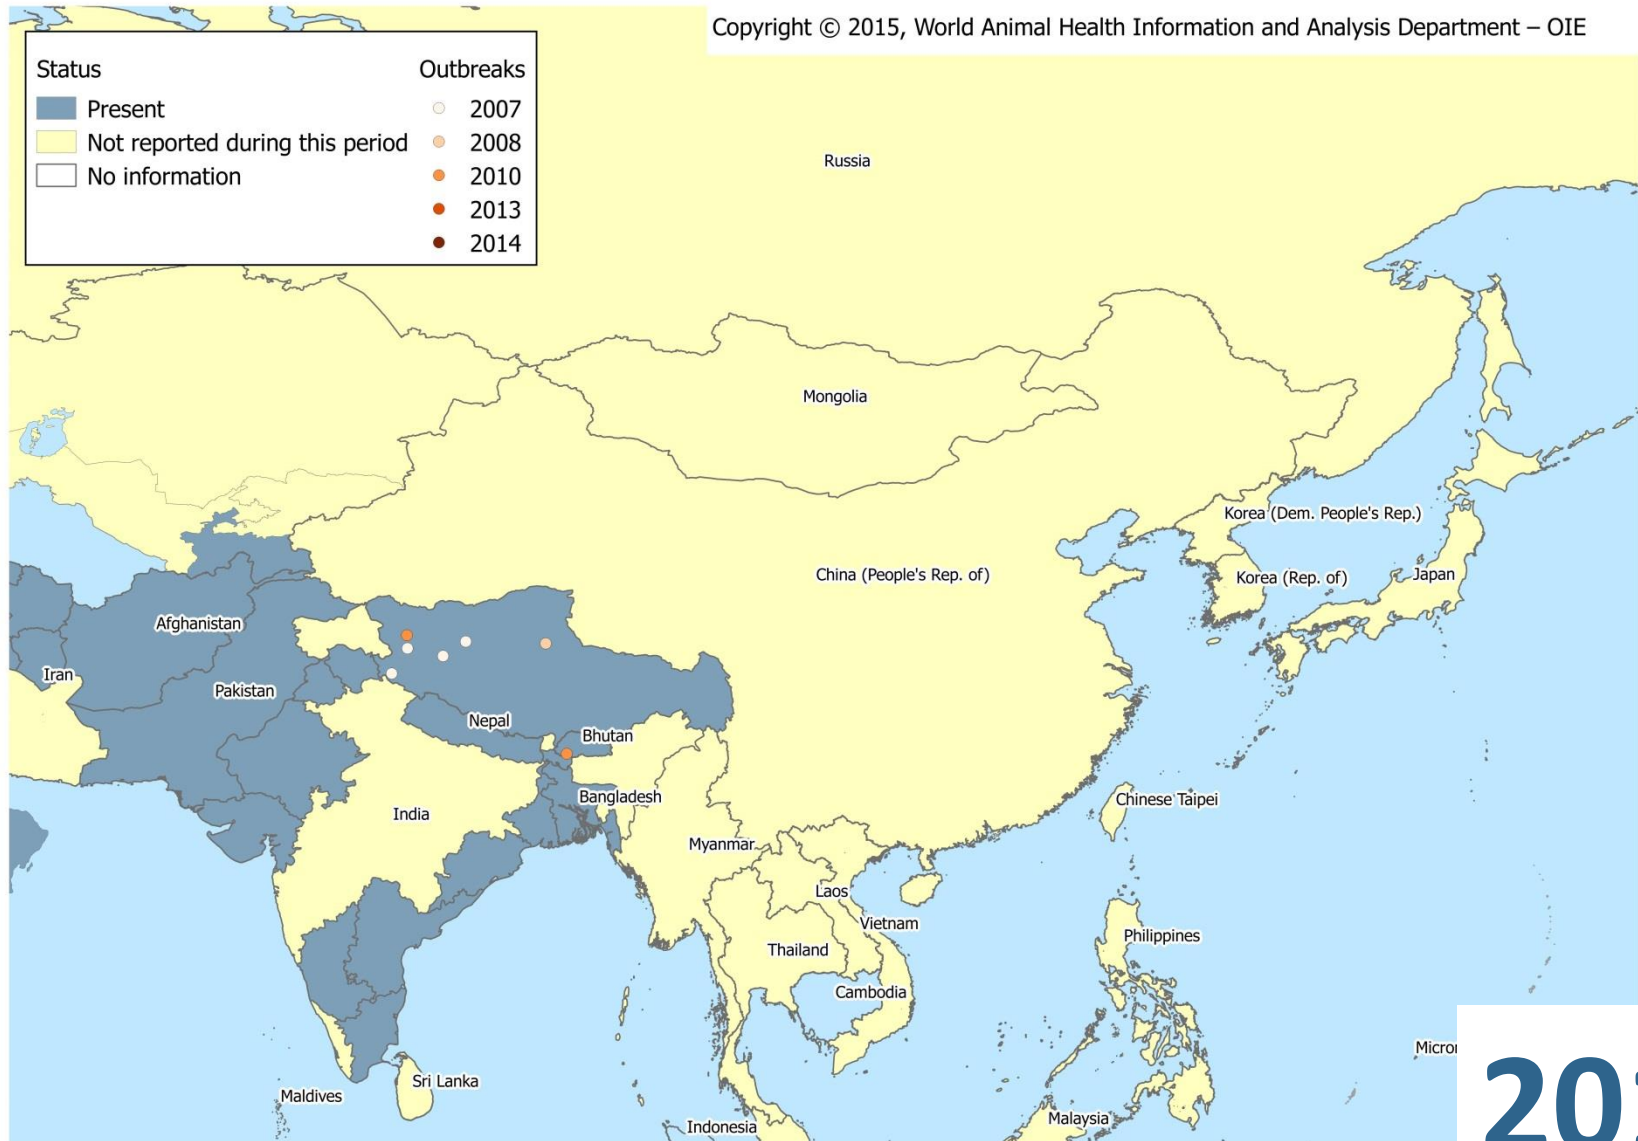 Copyright © 2015, World Animal Health Information and Analysis Department – OIE
Status
Present
Not reported during this period
No information
Outbreaks
2007
2008
2010
2013
2014
Russia
Mongolia
Korea (Dem. People's Rep.)
China (People's Rep. of)
Korea (Rep. of)
Japan
Afghanistan
Iran
Pakistan
Nepal
Bhutan
Bangladesh
Chinese Taipei
India
Myanmar
Laos
Vietnam
Philippines
Thailand
Cambodia
Sri Lanka
Maldives
Malaysia
Indonesia